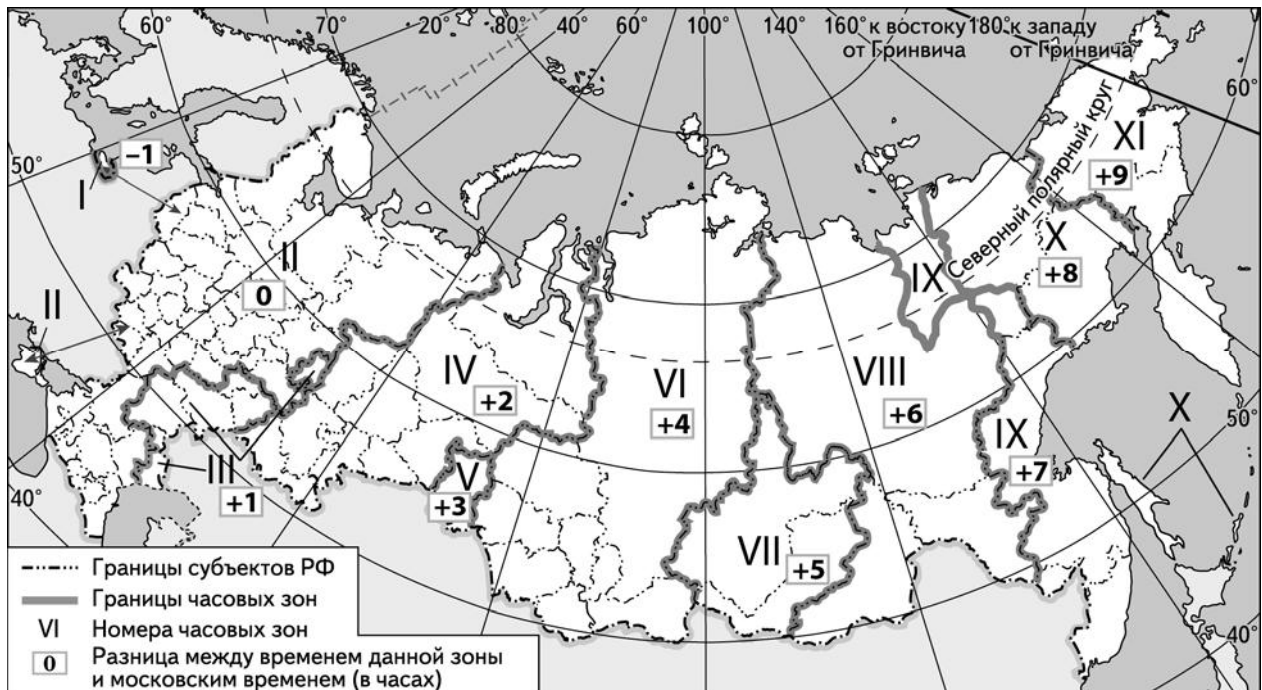 60°
70°
20°
40°
60°
100°
140°
160° к востоку
от Гринвича
180° к западу
от Гринвича
60°
50°
50°
40°
40°
Северный полярный круг
I
–1
II
0
II
III
+1
IV
+2
V
+3
VI
+4
VII
+5
VIII
+6
IX
IX
+7
X
+8
X
XI
+9
Границы субъектов РФ
Границы часовых зон
VI Номера часовых зон
0 Разница между временем данной зоны
и московским временем (в часах)